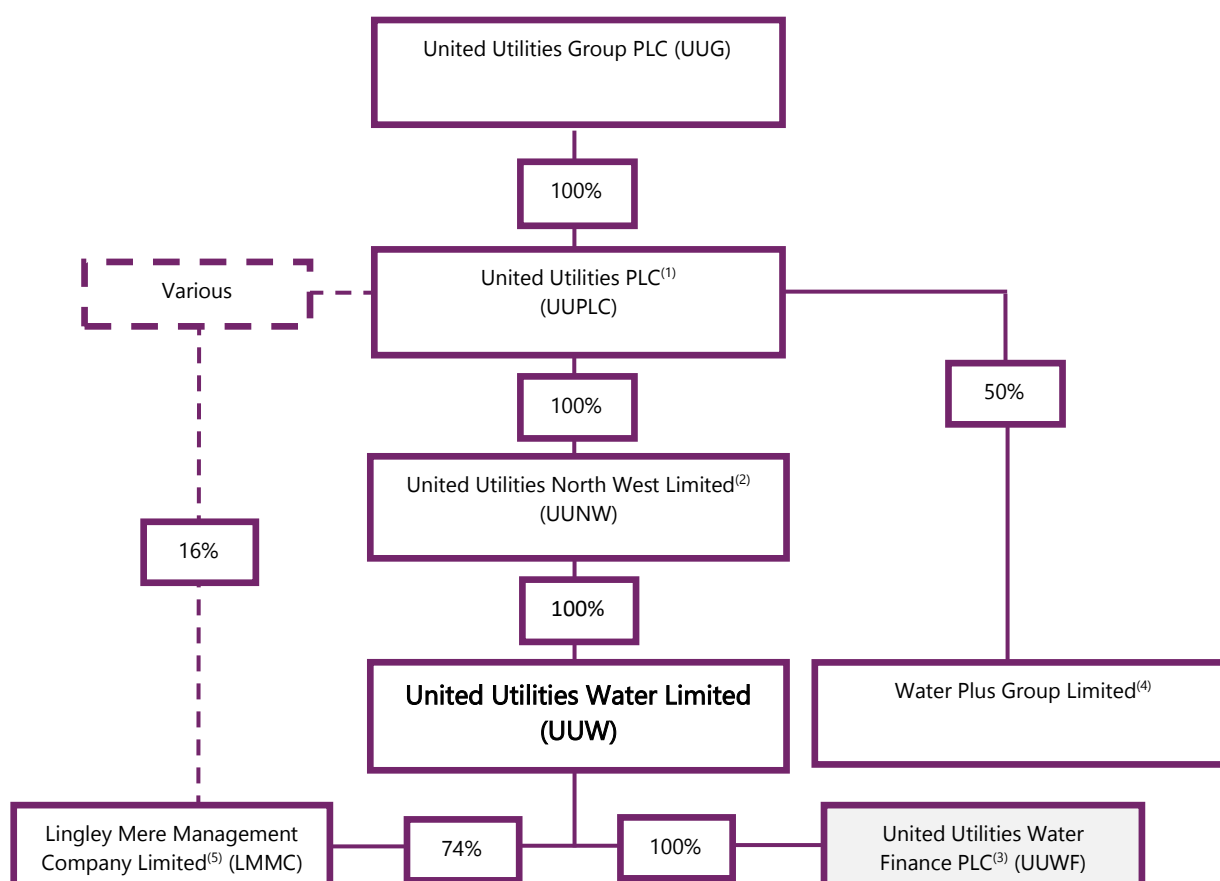 United Utilities Group PLC (UUG)
100%
United Utilities PLC(1)
(UUPLC)
Various
50%
100%
United Utilities North West Limited(2)
(UUNW)
16%
100%
United Utilities Water Limited
(UUW)
Water Plus Group Limited(4)
Lingley Mere Management
Company Limited(5) (LMMC)
74%
100%
United Utilities Water
Finance PLC(3) (UUWF)